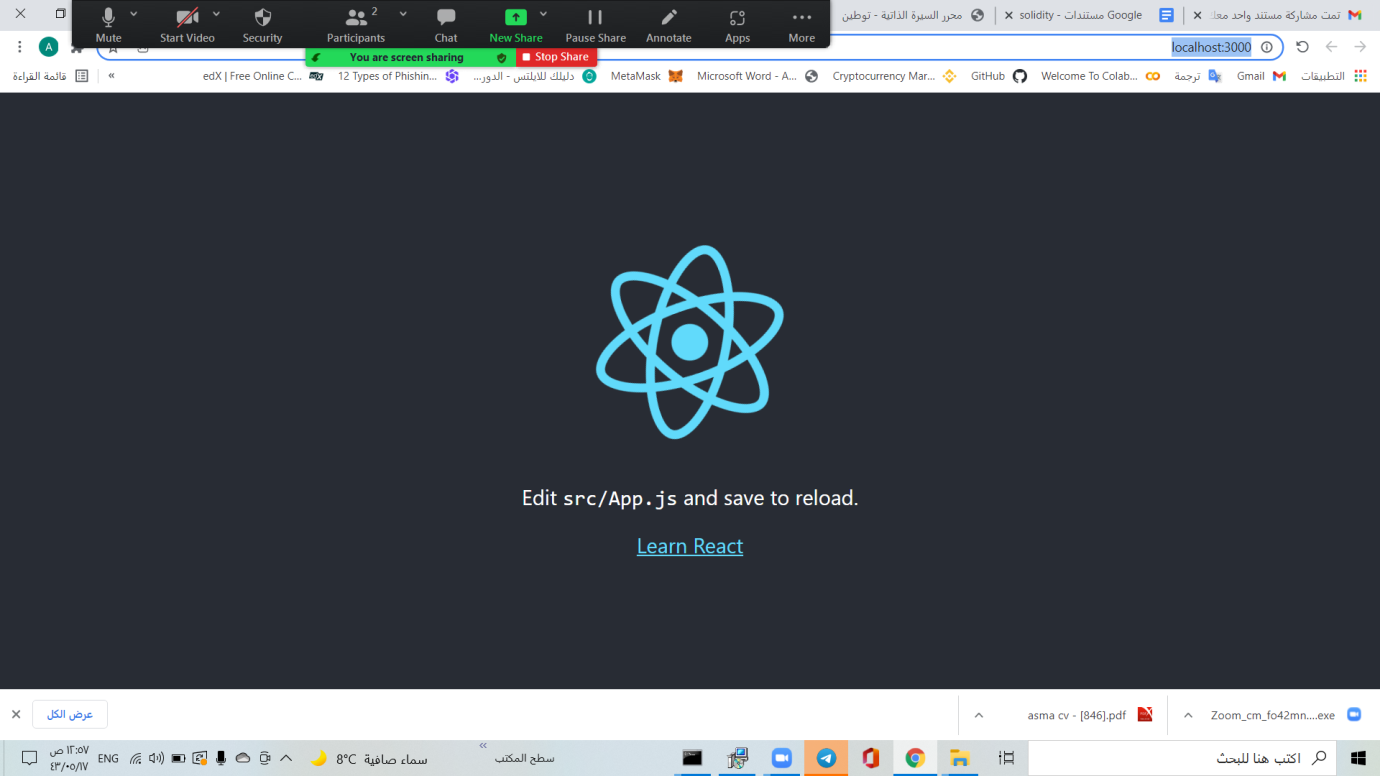 تمت مشاركة مستند واحد معك
solidity - مستندات Google
محرر السيرة الذاتية - توطين
Mute
Start Video
Security
Participants
2
Chat
New Share
Pause Share
Annotate
Apps
More
You are screen sharing
Stop Share
A
localhost:3000
التطبيقات
Gmail
ترجمة
Welcome To Colab...
GitHub
Cryptocurrency Mar...
Microsoft Word - A...
MetaMask
دليلك للايلتس - الدور...
12 Types of Phishin...
edX | Free Online C...
»
قائمة القراءة
Edit src/App.js and save to reload.
Learn React
Zoom_cm_fo42mn....exe
asma cv - [846].pdf
عرض الكل
اكتب هنا للبحث
سطح المكتب
8°C سماء صافية
ENG
١٢:٥٧ ص
٤٣/٠٥/١٧